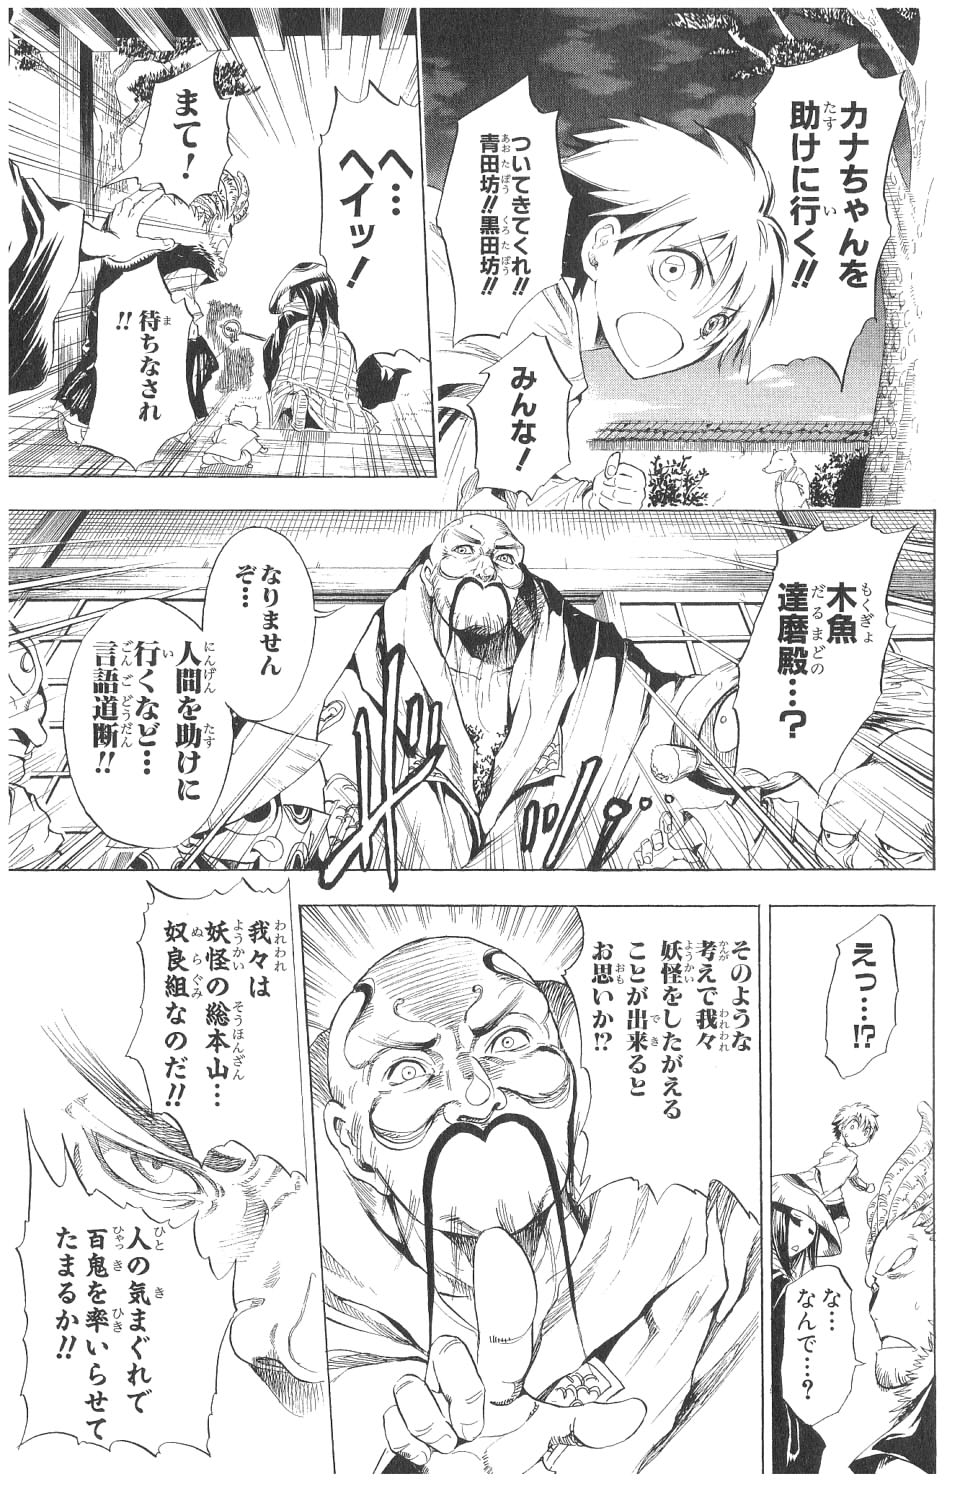 カナちゃんを
助けに行く!!
ついてきてくれ!!
青田坊!!黒田坊!!
みんな!
へ…
ヘイッ!
まて!
待ちなされ
!!
木魚
達磨殿…?
なりません
ぞ…
人間を助けに
行くなど…
言語道断!!
ギギッ…
えっ…!?
な…
なんで…?
そのような
考えで我々
妖怪をしたがえる
ことが出来ると
お思いか!?
我々は
妖怪の総本山…
奴良組なのだ!!
人の気まぐれで
百鬼を率いらせて
たまるか!!